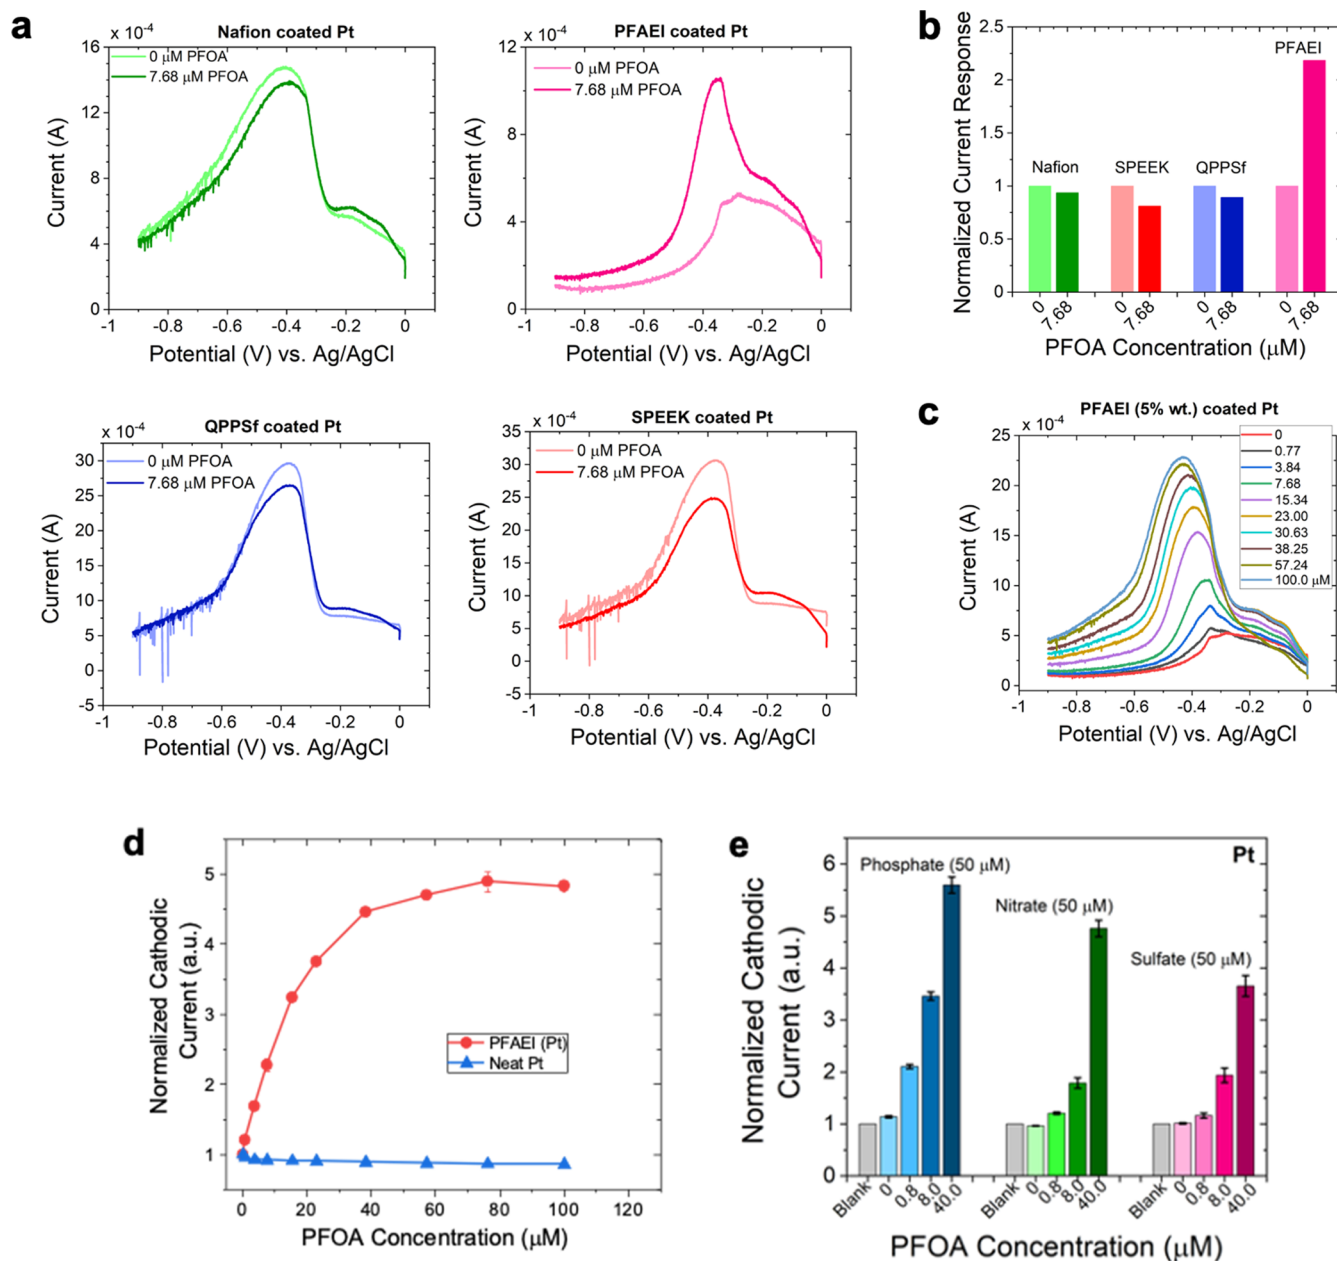 a
Nafion coated Pt
x 10⁻⁴
0 μM PFOA
7.68 μM PFOA
16
12
8
4
0
Current (A)
-1 -0.8 -0.6 -0.4 -0.2 0
Potential (V) vs. Ag/AgCl
PFAEI coated Pt
x 10⁻⁴
0 μM PFOA
7.68 μM PFOA
12
8
4
0
Current (A)
-1 -0.8 -0.6 -0.4 -0.2 0
Potential (V) vs. Ag/AgCl
b
2.5
2
1.5
1
0.5
0
Normalized Current Response
Nafion
SPEEK
QPPSf
PFAEI
0 7.68 0 7.68 0 7.68 0 7.68
PFOA Concentration (μM)
QPPSf coated Pt
x 10⁻⁴
0 μM PFOA
7.68 μM PFOA
30
25
20
15
10
5
0
-5
Current (A)
-1 -0.8 -0.6 -0.4 -0.2 0
Potential (V) vs. Ag/AgCl
SPEEK coated Pt
x 10⁻⁴
0 μM PFOA
7.68 μM PFOA
35
30
25
20
15
10
5
0
-5
Current (A)
-1 -0.8 -0.6 -0.4 -0.2 0
Potential (V) vs. Ag/AgCl
c
PFAEI (5% wt.) coated Pt
x 10⁻⁴
0
0.77
3.84
7.68
15.34
23.00
30.63
38.25
57.24
100.0 μM
25
20
15
10
5
0
Current (A)
-1 -0.8 -0.6 -0.4 -0.2 0
Potential (V) vs. Ag/AgCl
d
5
4
3
2
1
Normalized Cathodic
Current (a.u.)
PFAEI (Pt)
Neat Pt
0 20 40 60 80 100 120
PFOA Concentration (μM)
e
Pt
6
5
4
3
2
1
0
Normalized Cathodic
Current (a.u.)
Phosphate (50 μM)
Nitrate (50 μM)
Sulfate (50 μM)
Blank 0 0.8 8.0 40.0 Blank 0 0.8 8.0 40.0 Blank 0 0.8 8.0 40.0
PFOA Concentration (μM)